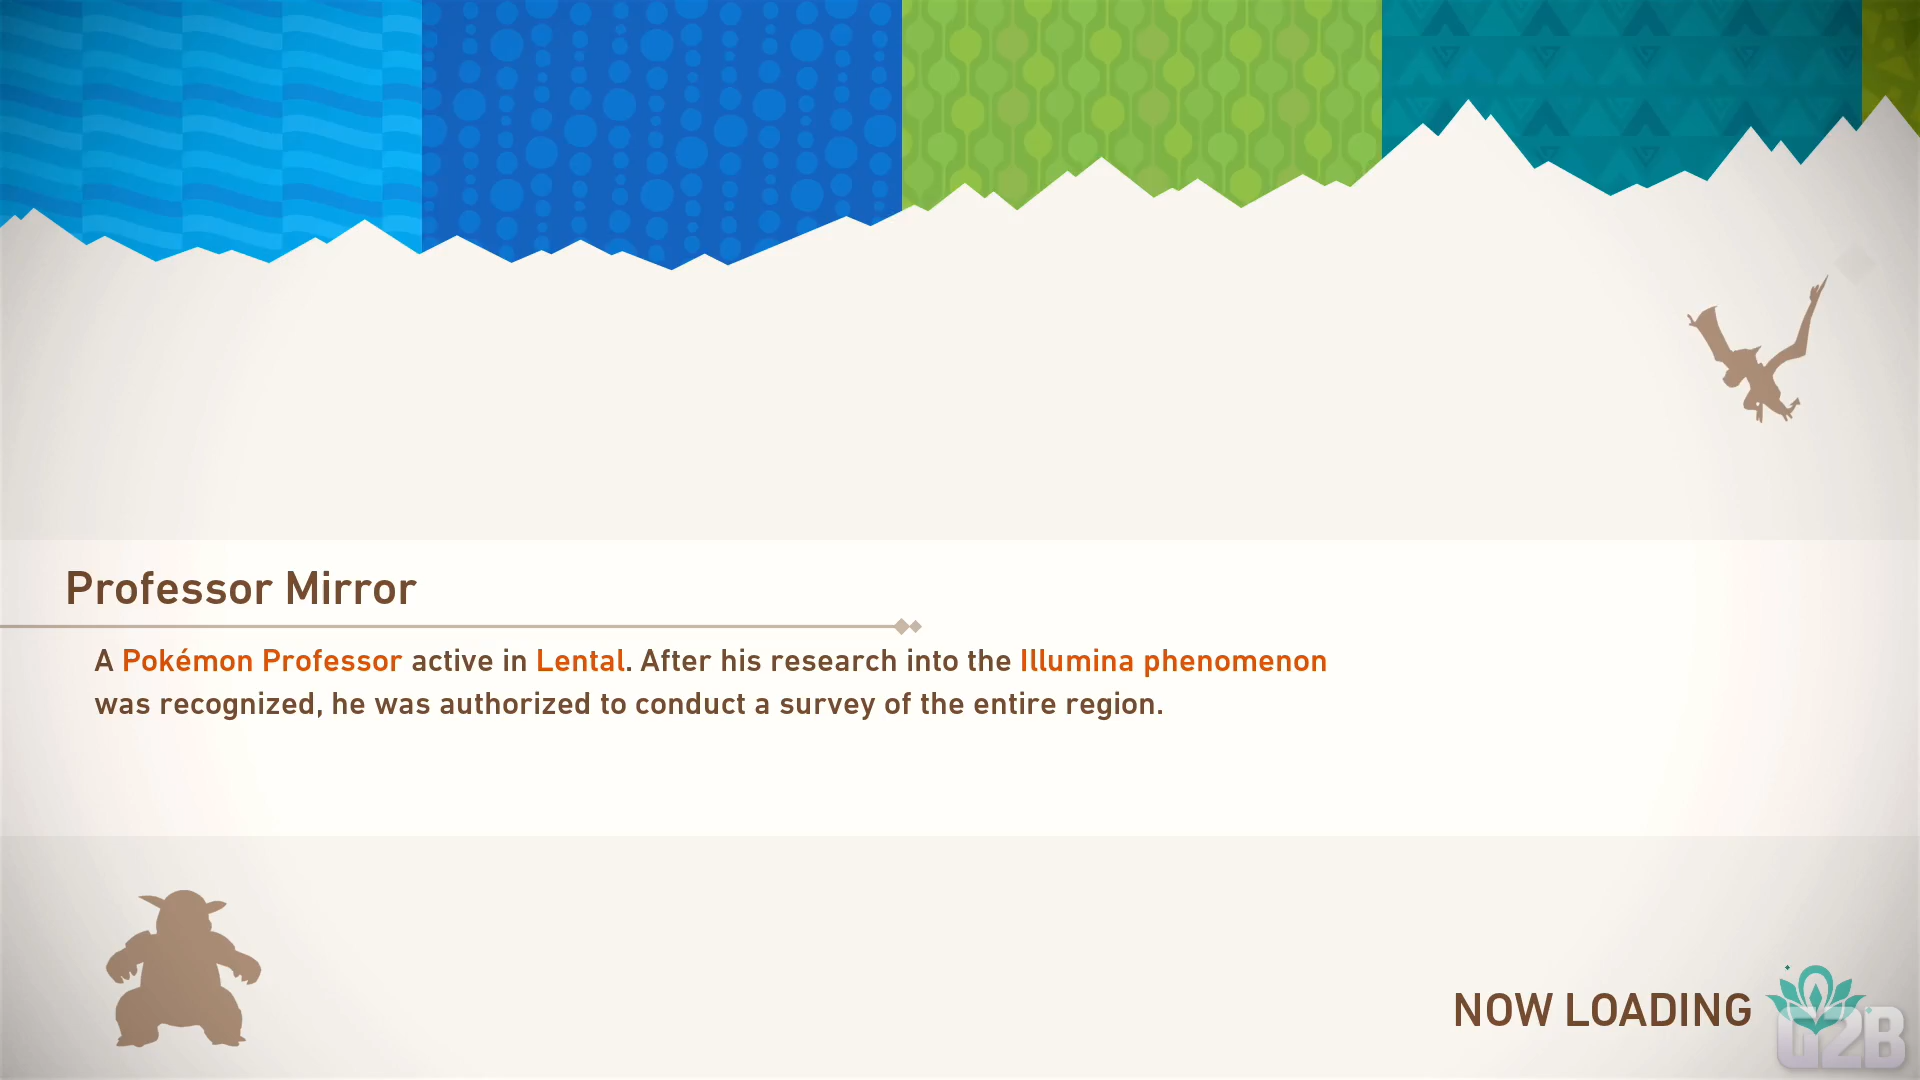 Professor Mirror
A Pokémon Professor active in Lental. After his research into the Illumina phenomenon
was recognized, he was authorized to conduct a survey of the entire region.
NOW LOADING
G2B